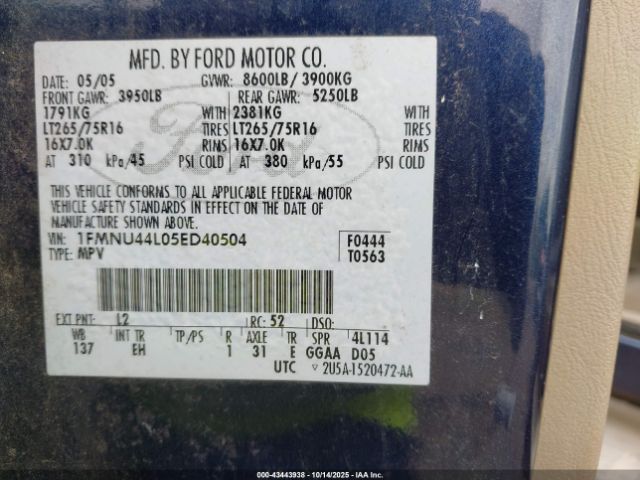 MFD. BY FORD MOTOR CO.
DATE: 05/05 GVWR: 8600LB/ 3900KG
FRONT GAWR: 3950LB REAR GAWR: 5250LB
1791KG WITH 2381KG WITH
LT265/75R16 TIRES LT265/75R16 TIRES
16X7.0K RIMS 16X7.0K RIMS
AT 310 kPa/45 PSI COLD AT 380 kPa/55 PSI COLD
Ford
THIS VEHICLE CONFORMS TO ALL APPLICABLE FEDERAL MOTOR
VEHICLE SAFETY STANDARDS IN EFFECT ON THE DATE OF
MANUFACTURE SHOWN ABOVE.
VIN: 1FMNU44L05ED40504 F0444
TYPE: MPV T0563
EXT PNT: L2 RC: 52 DSO:
WB INT TR TP/PS R AXLE TR SPR 4L114
137 EH 1 31 E GGAA D05
UTC ▽ 2U5A-1520472-AA
000-43443938 - 10/14/2025 - IAA Inc.